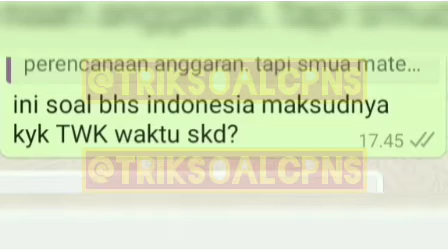 perencanaan anggaran. tapi smua mate...
@TRIKSOALCPNS
ini soal bhs indonesia maksudnya
kyk TWK waktu skd?
17.45
@TRIKSOALCPNS